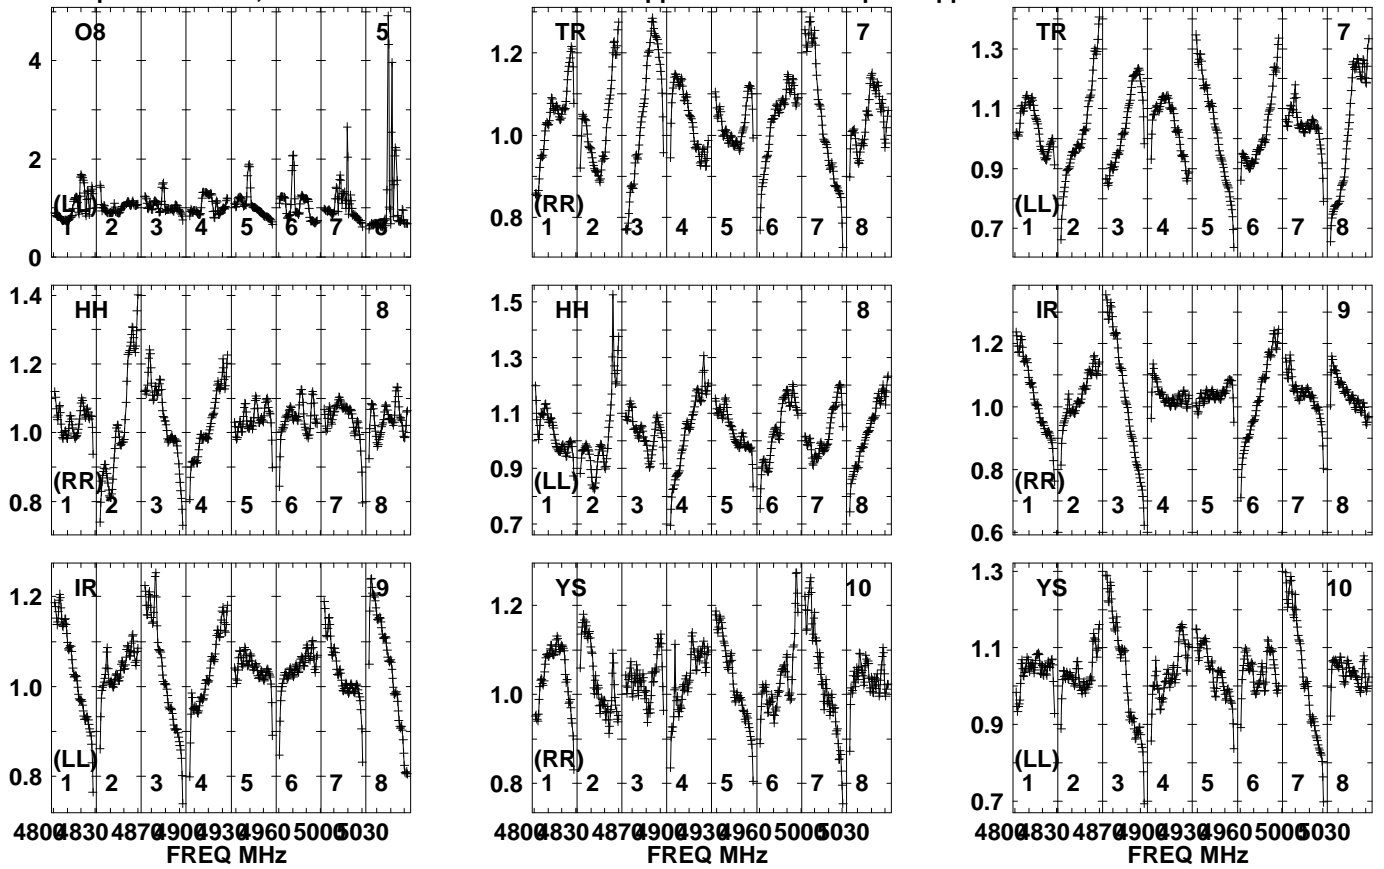 O8 5
4
2
0
(LL)
1 2 3 4 5 6 7 8
TR 7
1.2
1.0
0.8
(RR)
1 2 3 4 5 6 7 8
TR 7
1.3
1.1
0.9
0.7
(LL)
1 2 3 4 5 6 7 8
HH 8
1.4
1.2
1.0
0.8
(RR)
1 2 3 4 5 6 7 8
HH 8
1.5
1.3
1.1
0.9
0.7
(LL)
1 2 3 4 5 6 7 8
IR 9
1.2
1.0
0.8
0.6
(RR)
1 2 3 4 5 6 7 8
IR 9
1.2
1.0
0.8
(LL)
1 2 3 4 5 6 7 8
4800 4830 4870 4900 4930 4960 5000 5030
FREQ MHz
YS 10
1.2
1.0
0.8
(RR)
1 2 3 4 5 6 7 8
4800 4830 4870 4900 4930 4960 5000 5030
FREQ MHz
YS 10
1.3
1.1
0.9
0.7
(LL)
1 2 3 4 5 6 7 8
4800 4830 4870 4900 4930 4960 5000 5030
FREQ MHz